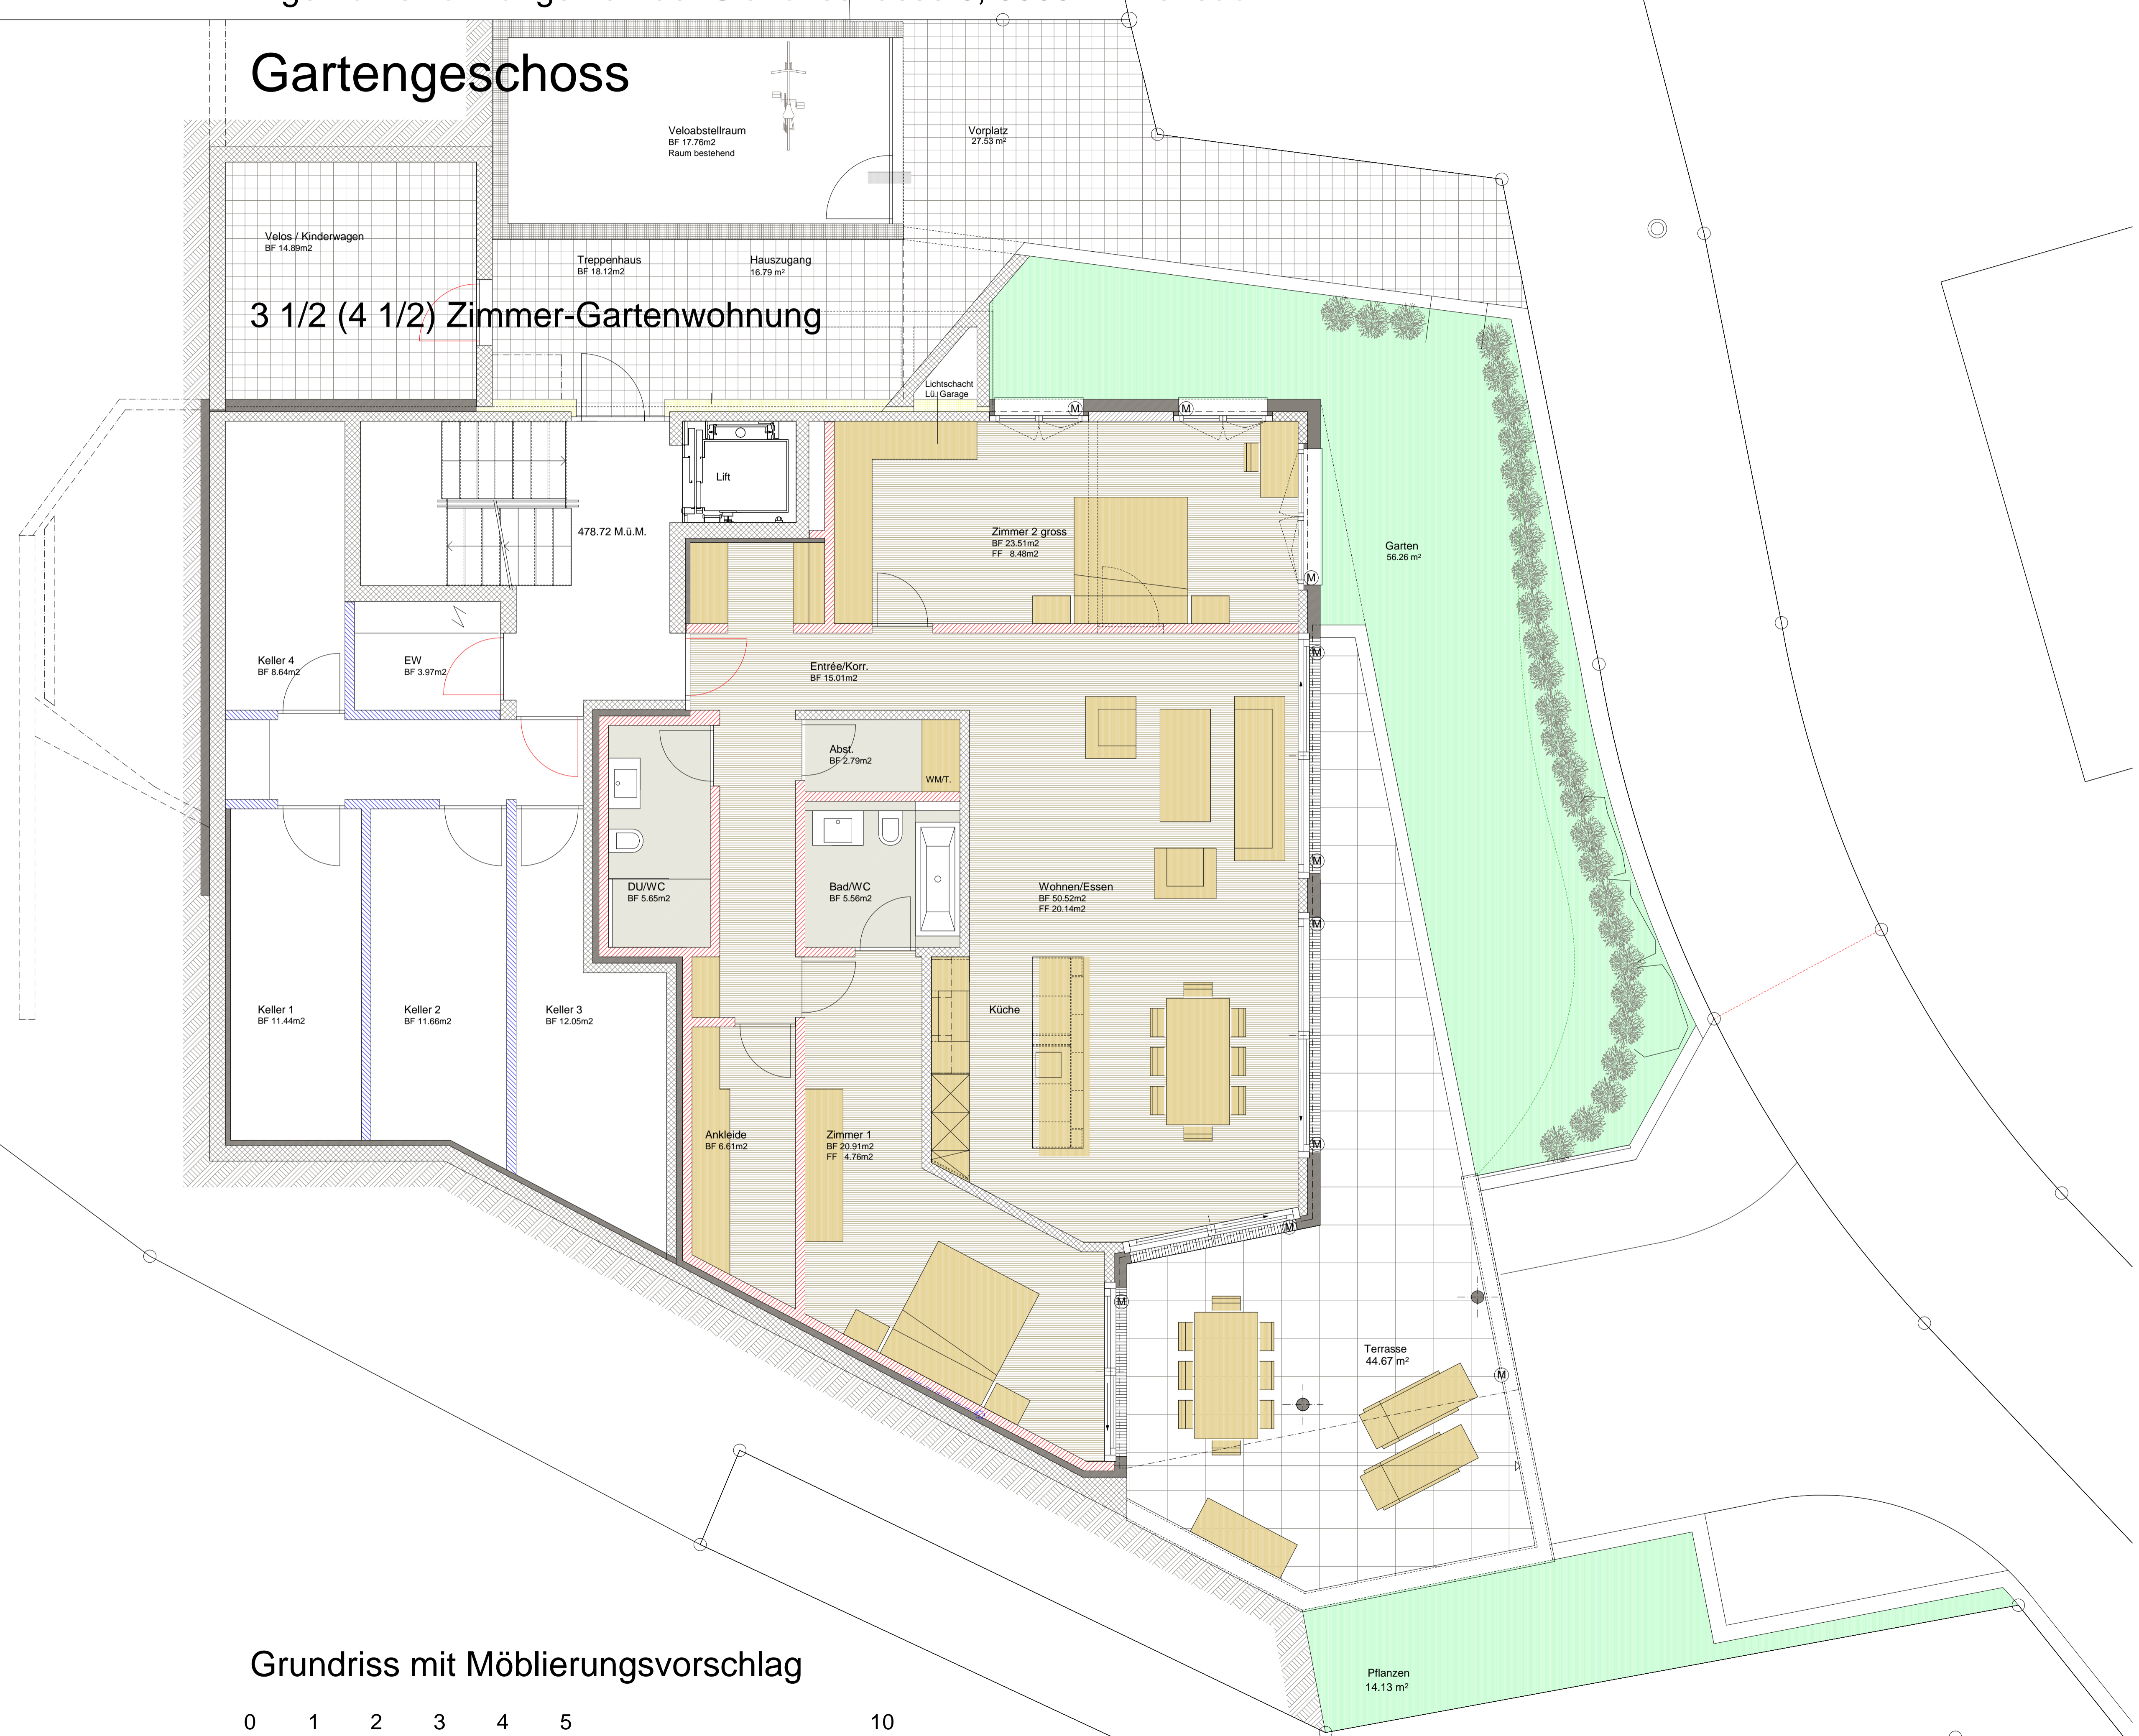 Gartengeschoss
Veloabstellraum
BF 17.76m2
Raum bestehend
Vorplatz
27.53 m²
Velos / Kinderwagen
BF 14.89m2
Treppenhaus
BF 18.12m2
Hauszugang
16.79 m²
3 1/2 (4 1/2) Zimmer-Gartenwohnung
Lichtschacht
Lü. Garage
M
M
Lift
478.72 M.ü.M.
Zimmer 2 gross
BF 23.51m2
FF 8.48m2
Garten
56.26 m²
M
Keller 4
BF 8.64m2
EW
BF 3.97m2
Entrée/Korr.
BF 15.01m2
M
Abst.
BF 2.79m2
WM/T.
M
DU/WC
BF 5.65m2
Bad/WC
BF 5.56m2
Wohnen/Essen
BF 50.52m2
FF 20.14m2
M
Keller 1
BF 11.44m2
Keller 2
BF 11.66m2
Keller 3
BF 12.05m2
Küche
Ankleide
BF 6.61m2
Zimmer 1
BF 20.91m2
FF 4.76m2
M
M
M
Terrasse
44.67 m²
M
Grundriss mit Möblierungsvorschlag
Pflanzen
14.13 m²
0 1 2 3 4 5 10